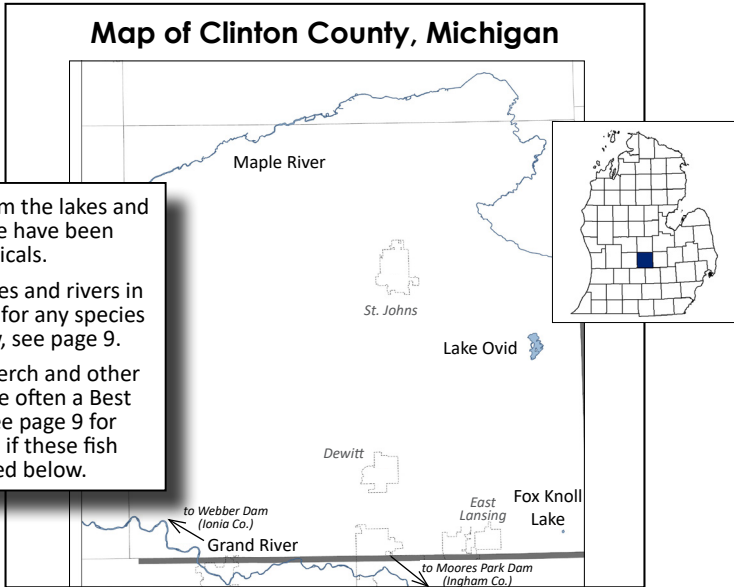 Map of Clinton County, Michigan
Maple River
m the lakes and
e have been
icals.
es and rivers in
for any species
, see page 9.
erch and other
e often a Best
ee page 9 for
if these fish
ed below.
St. Johns
Lake Ovid
Dewitt
East
Lansing
Fox Knoll
Lake
to Webber Dam
(Ionia Co.)
Grand River
to Moores Park Dam
(Ingham Co.)